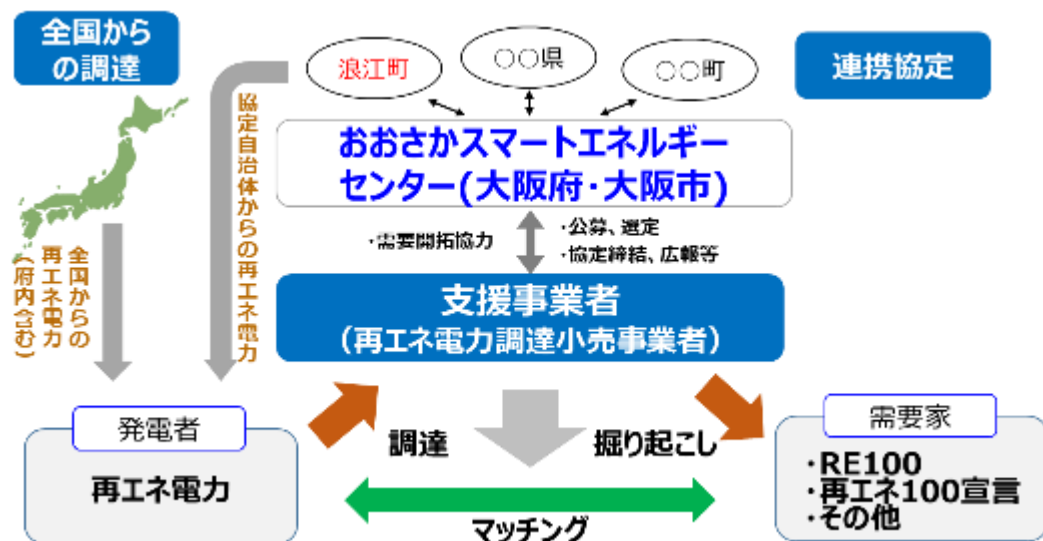 全国から
の調達
浪江町
○○県
○○町
連携協定
協定自治体からの再エネ電力
おおさかスマートエネルギー
センター(大阪府・大阪市)
・需要開拓協力
・公募、選定
・協定締結、広報等
全国からの
再エネ電力
(府内含む)
支援事業者
(再エネ電力調達小売事業者)
発電者
再エネ電力
調達
掘り起こし
マッチング
需要家
・RE100
・再エネ100宣言
・その他